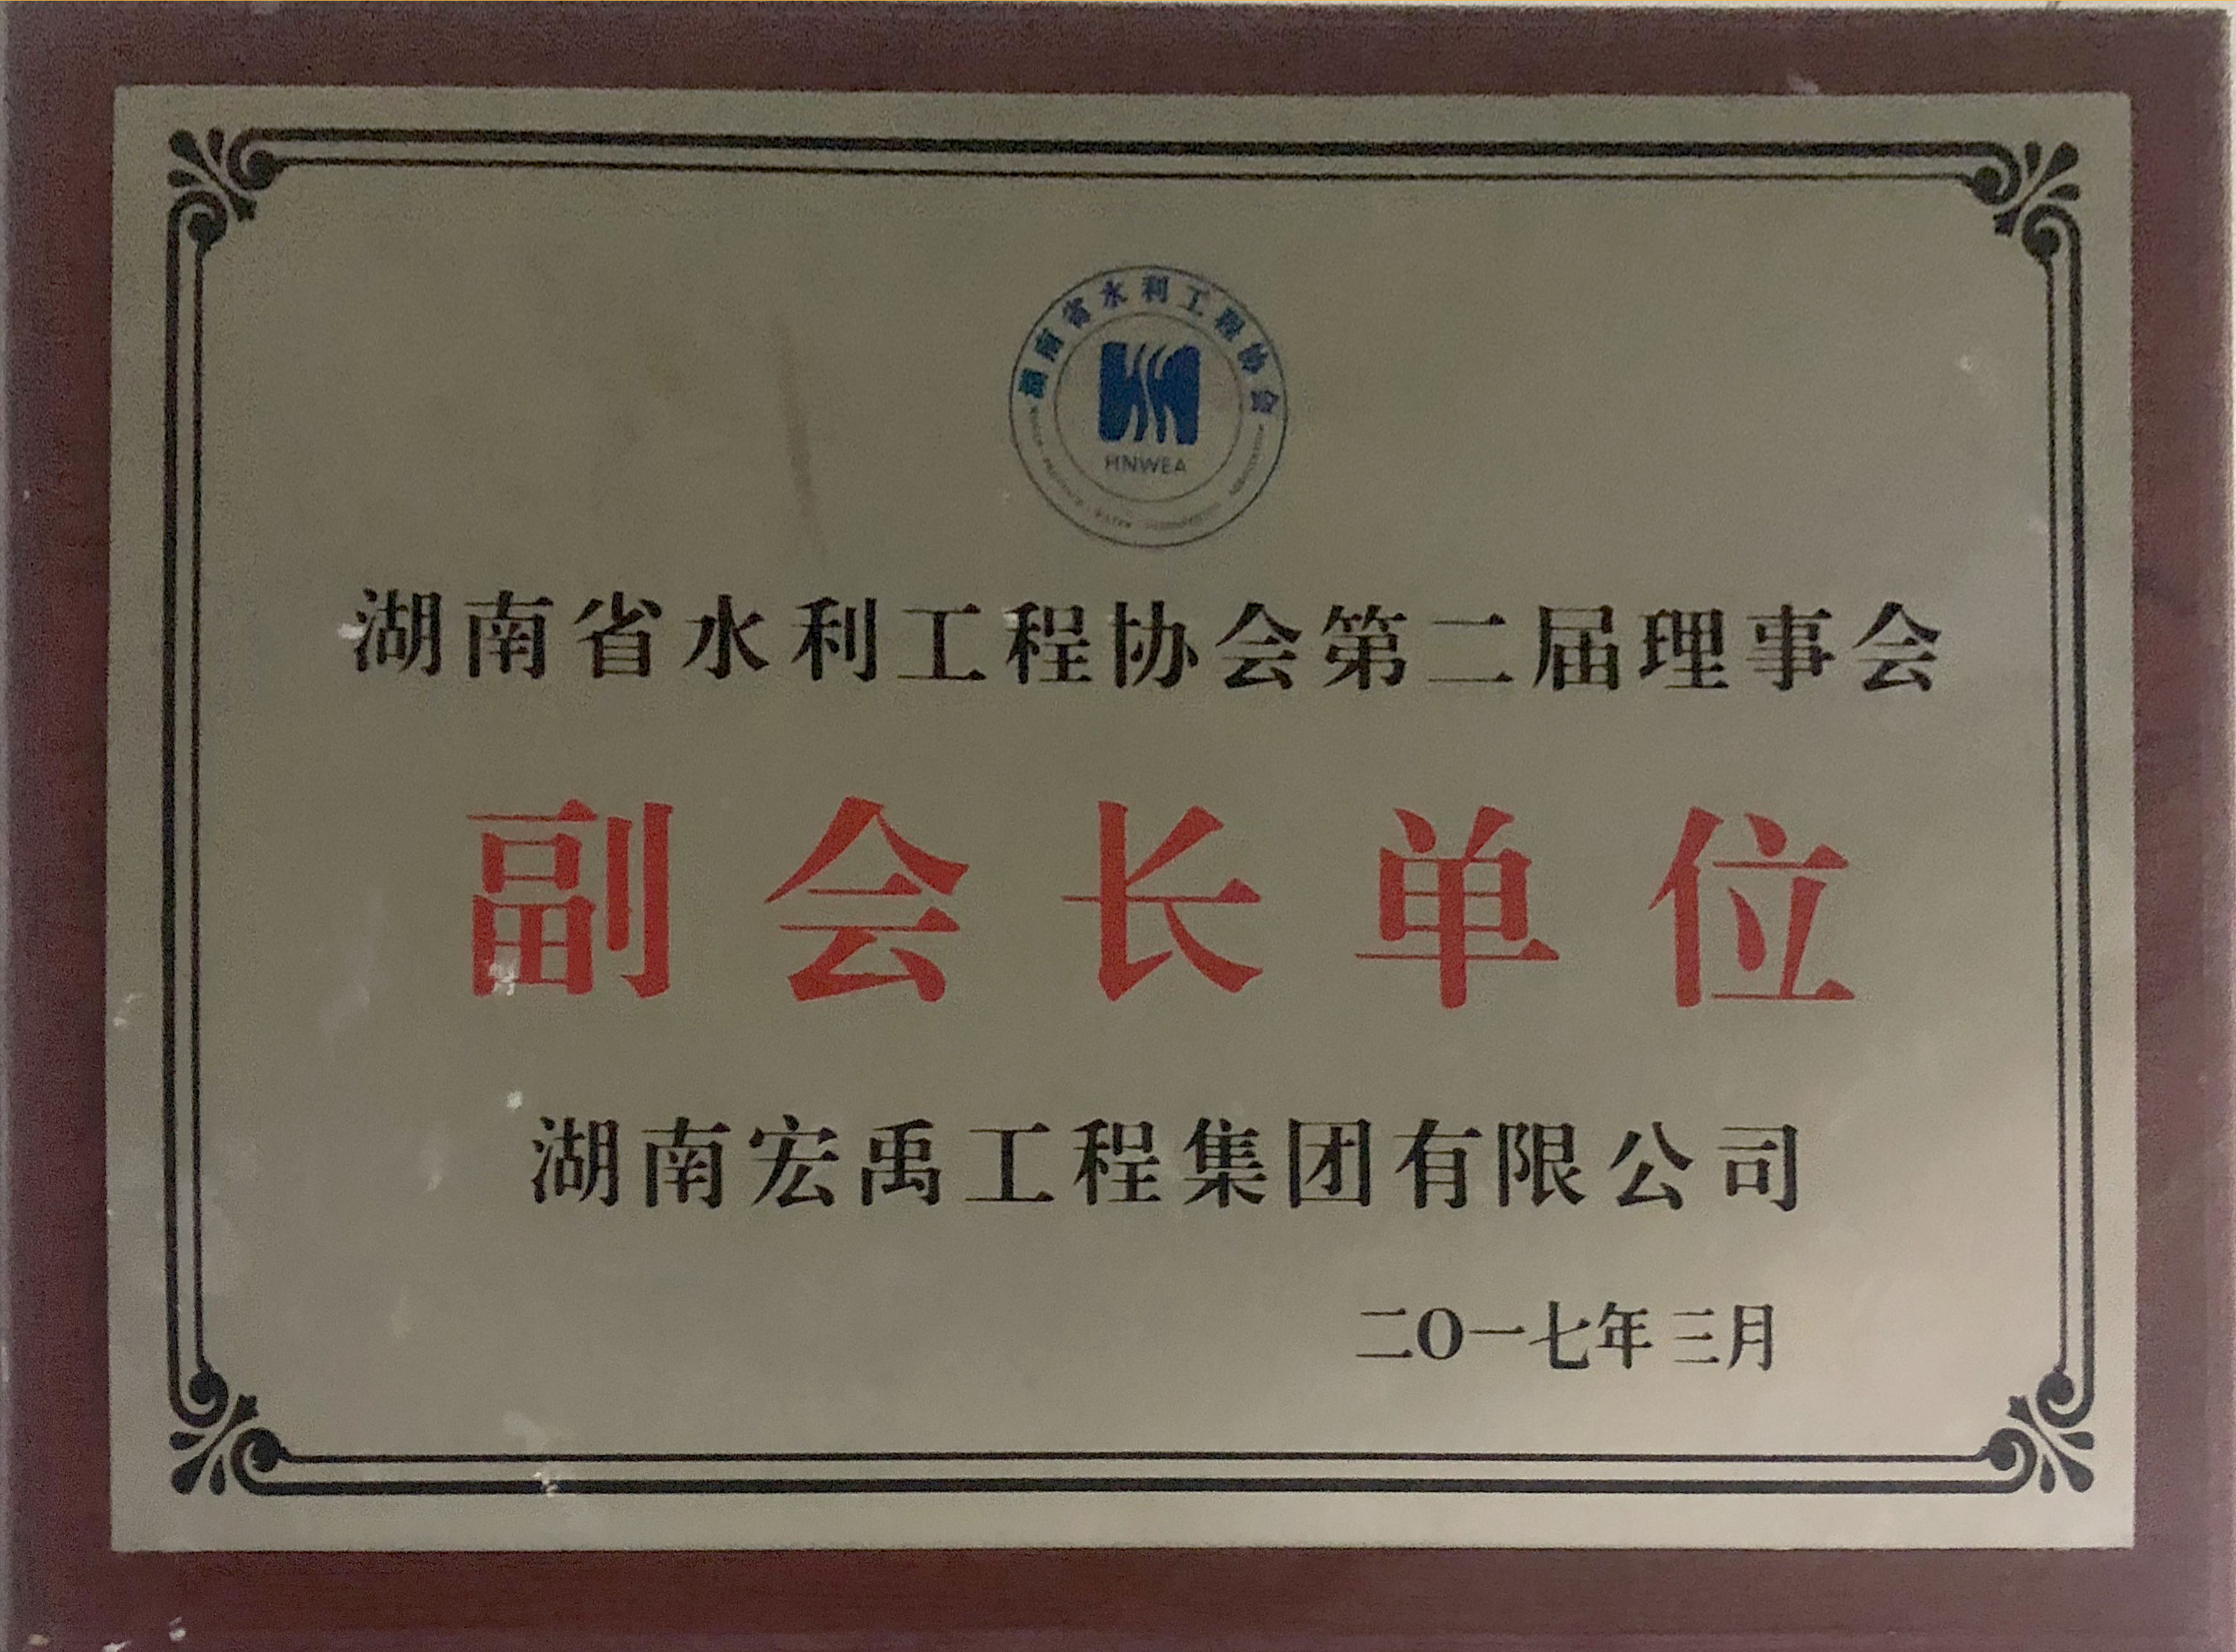 湖南省水利工程协会
HNWEA
湖南省水利工程协会第二届理事会
副会长单位
湖南宏禹工程集团有限公司
二〇一七年三月